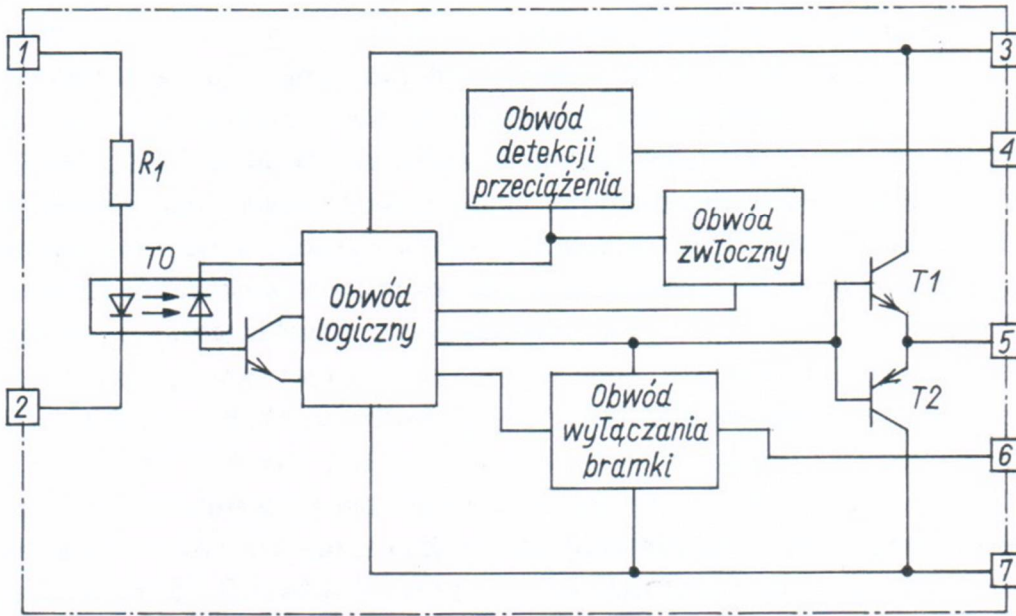 1
3
Obwód
detekcji
przeciążenia
4
R1
Obwód
zwłoczny
TO
T1
Obwód
logiczny
5
2
Obwód
wyłączania
bramki
T2
6
7